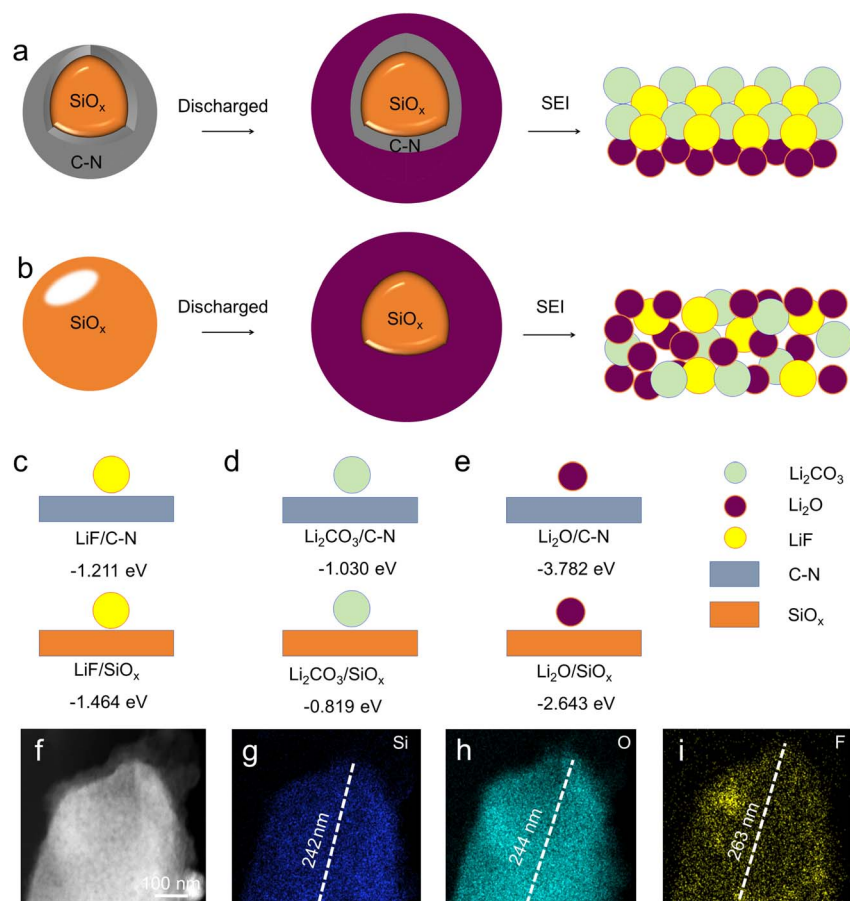 a
SiOₓ
C-N
Discharged
SiOₓ
C-N
SEI
b
SiOₓ
Discharged
SiOₓ
SEI
c
LiF/C-N
-1.211 eV
LiF/SiOₓ
-1.464 eV
d
Li₂CO₃/C-N
-1.030 eV
Li₂CO₃/SiOₓ
-0.819 eV
e
Li₂O/C-N
-3.782 eV
Li₂O/SiOₓ
-2.643 eV
Li₂CO₃
Li₂O
LiF
C-N
SiOₓ
f
100 nm
g
Si
242 nm
h
O
244 nm
i
F
263 nm